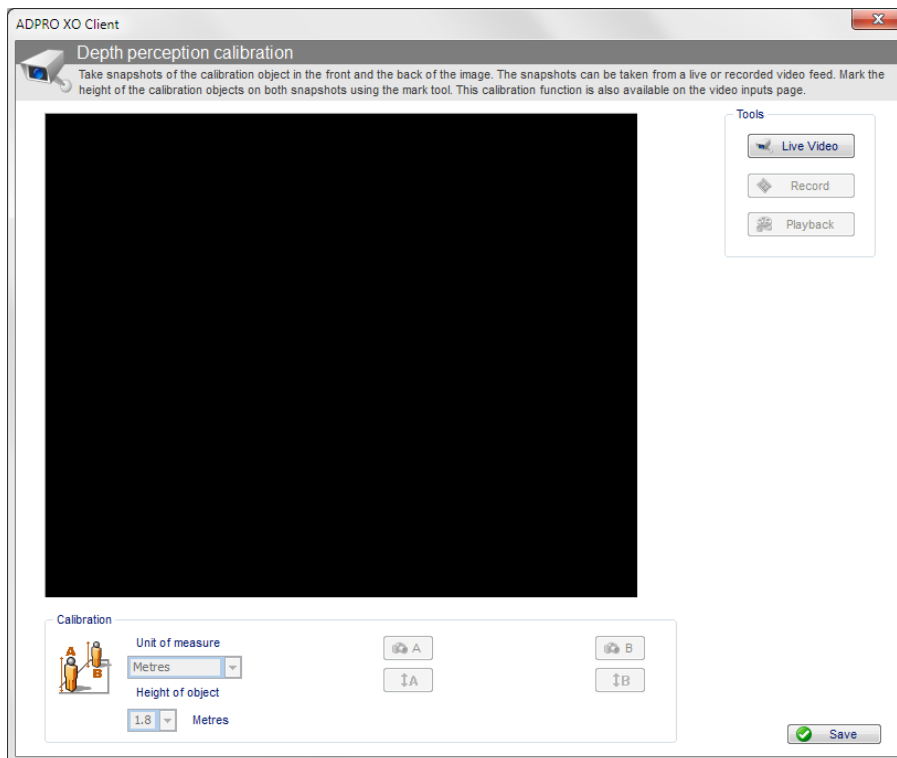 ADPRO XO Client
Depth perception calibration
Take snapshots of the calibration object in the front and the back of the image. The snapshots can be taken from a live or recorded video feed. Mark the
height of the calibration objects on both snapshots using the mark tool. This calibration function is also available on the video inputs page.
Tools
Live Video
Record
Playback
Calibration
A
B
Unit of measure
Metres
Height of object
1.8 Metres
A
B
A
B
Save